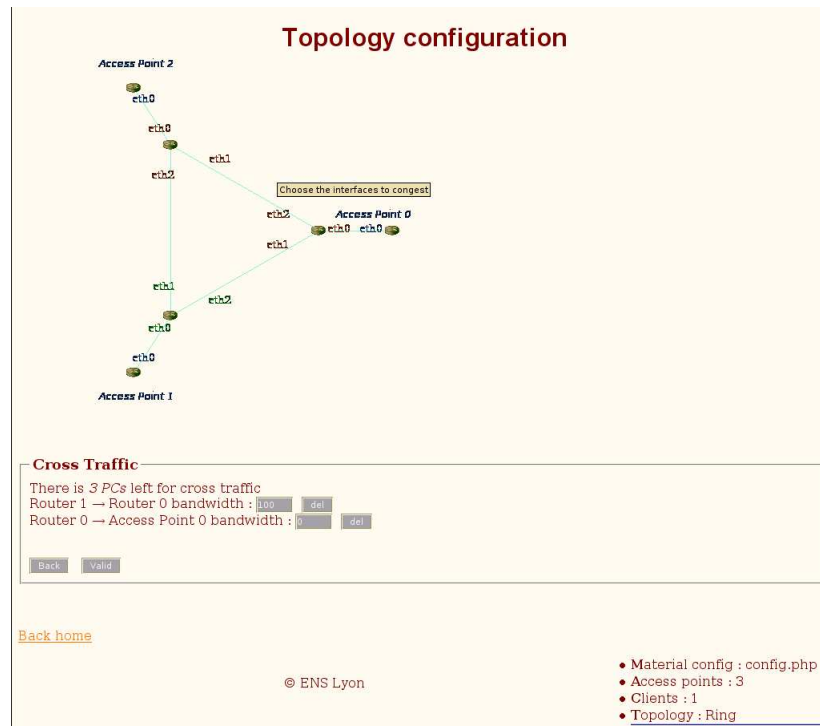 Topology configuration
Access Point 2
eth0
eth0
eth1
eth2
Choose the interfaces to congest
eth2
Access Point 0
eth0 eth0
eth1
eth1
eth2
eth0
eth0
Access Point 1
Cross Traffic
There is 3 PCs left for cross traffic
Router 1 → Router 0 bandwidth : 100 del
Router 0 → Access Point 0 bandwidth : 0 del
Back Valid
Back home
© ENS Lyon
• Material config : config.php
• Access points : 3
• Clients : 1
• Topology : Ring